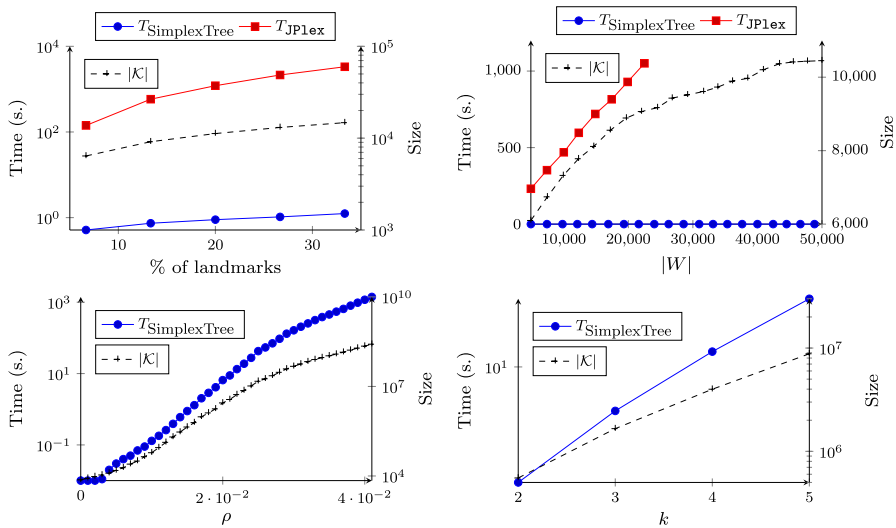 T_SimplexTree T_JPlex
|K|
Time (s.)
10^4
10^2
10^0
Size
10^5
10^4
10^3
10 20 30
% of landmarks
T_SimplexTree T_JPlex
|K|
Time (s.)
1,000
500
0
Size
10,000
8,000
6,000
10,000 20,000 30,000 40,000 50,000
|W|
T_SimplexTree
|K|
Time (s.)
10^3
10^1
10^−1
Size
10^10
10^7
10^4
0 2 · 10^−2 4 · 10^−2
ρ
T_SimplexTree
|K|
Time (s.)
10^1
Size
10^7
10^6
2 3 4 5
k